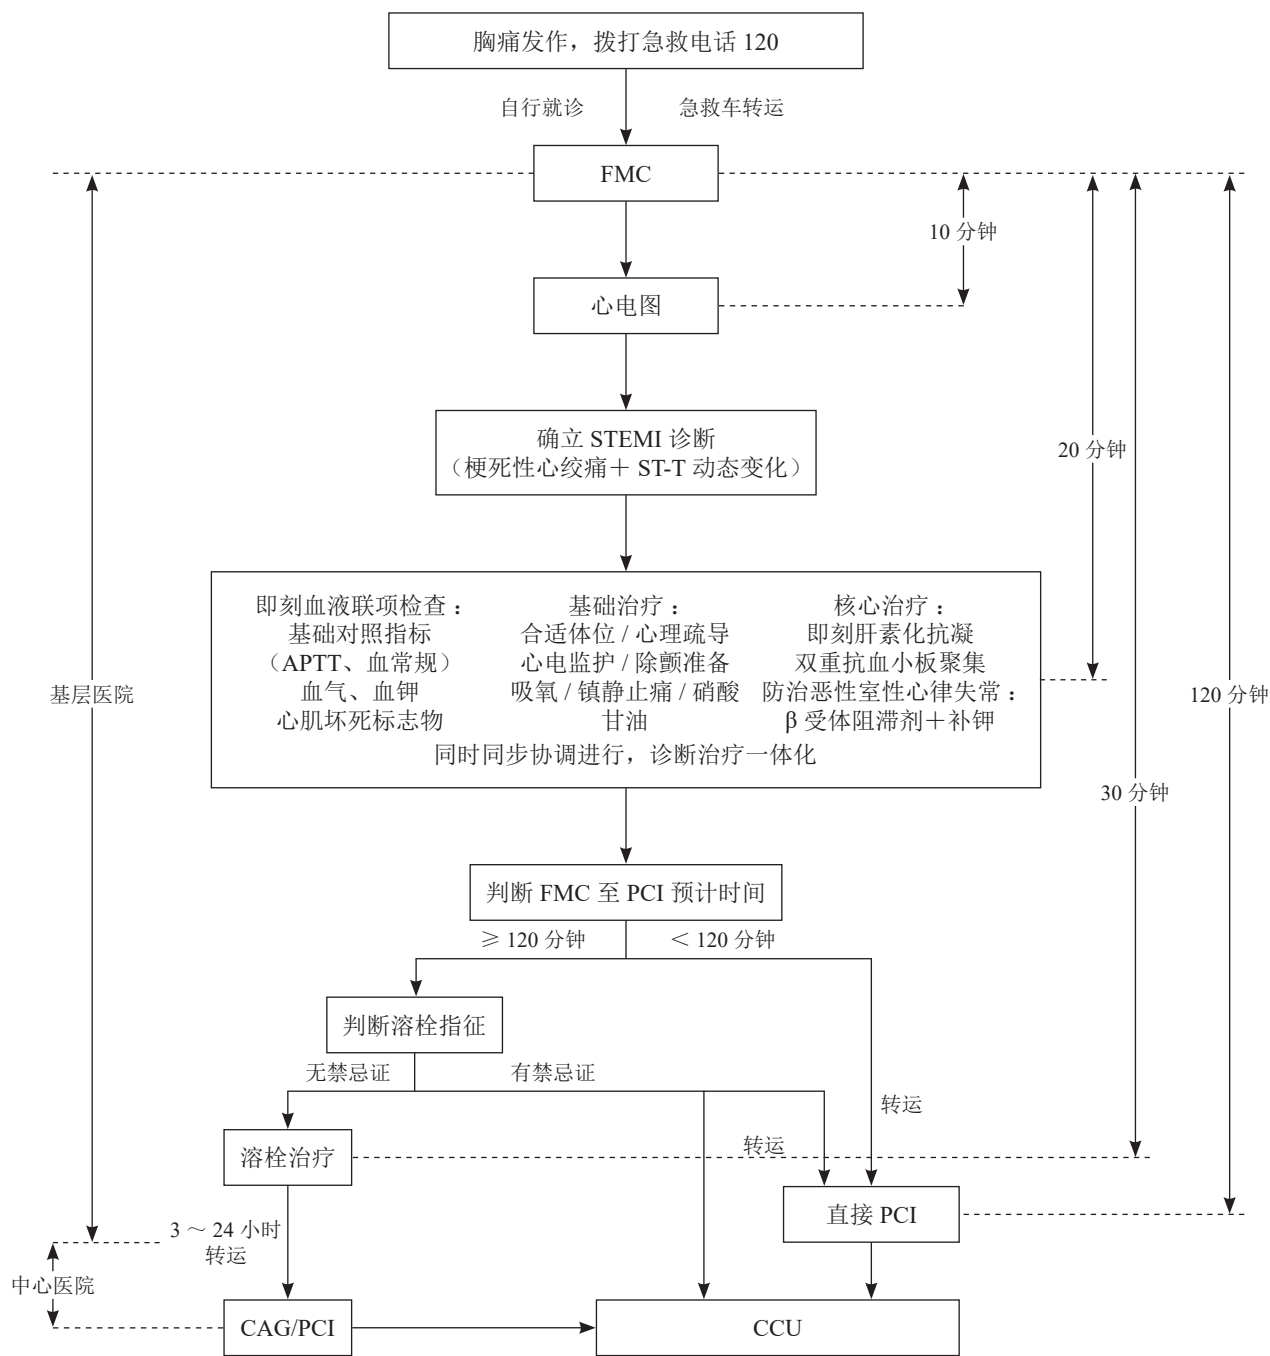 胸痛发作，拨打急救电话 120
自行就诊
急救车转运
FMC
10 分钟
心电图
确立 STEMI 诊断
（梗死性心绞痛＋ ST-T 动态变化）
20 分钟
即刻血液联项检查：
基础对照指标
（APTT、血常规）
血气、血钾
心肌坏死标志物
基础治疗：
合适体位 / 心理疏导
心电监护 / 除颤准备
吸氧 / 镇静止痛 / 硝酸
甘油
核心治疗：
即刻肝素化抗凝
双重抗血小板聚集
防治恶性室性心律失常：
β 受体阻滞剂＋补钾
同时同步协调进行，诊断治疗一体化
基层医院
120 分钟
30 分钟
判断 FMC 至 PCI 预计时间
≥ 120 分钟
＜ 120 分钟
判断溶栓指征
无禁忌证
有禁忌证
转运
溶栓治疗
转运
直接 PCI
3 ～ 24 小时
转运
中心医院
CAG/PCI
CCU